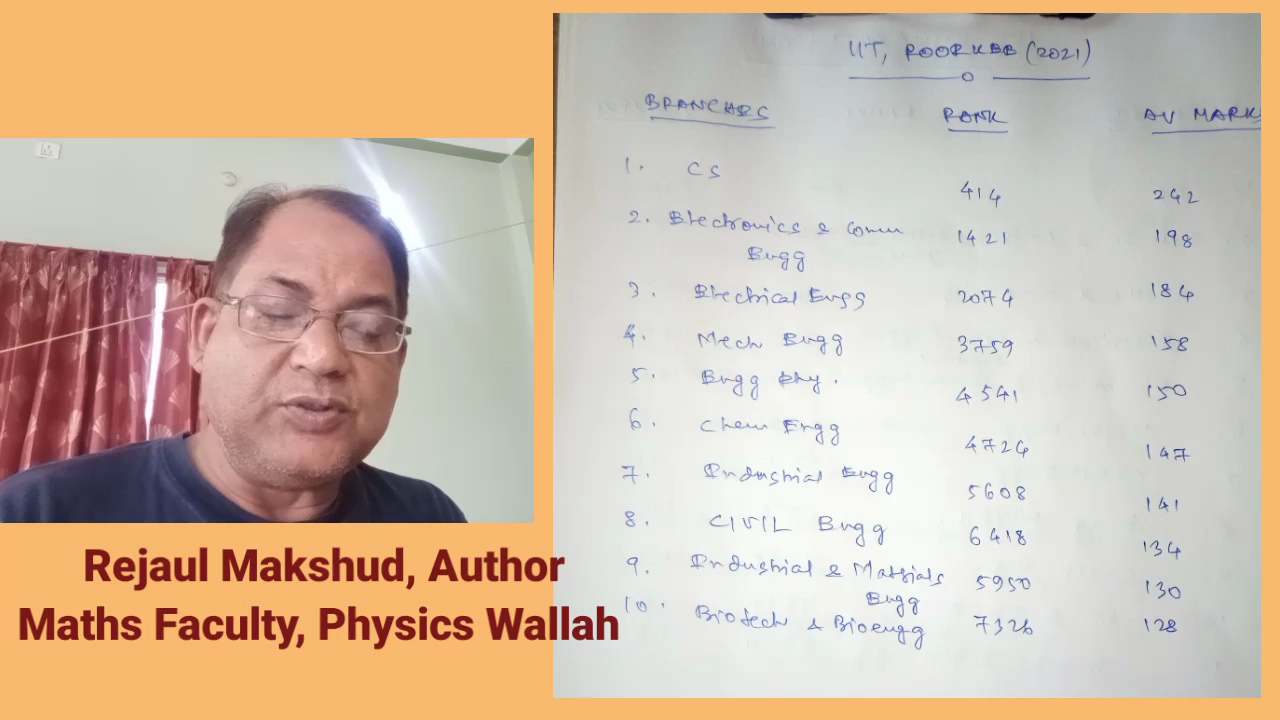 IIT, ROORKEE (2021)
BRANCHES RANK AV MARKS
1. CS 414 242
2. Electronics & Comm Engg 1421 198
3. Electrical Engg 2074 184
4. Mech Engg 3759 158
5. Engg Phy. 4541 150
6. Chem Engg 4724 147
7. Industrial Engg 5608 141
8. CIVIL Engg 6418 134
9. Industrial & Materials Engg 5950 130
10. Biotech & Bioengg 7326 128
Rejaul Makshud, Author
Maths Faculty, Physics Wallah